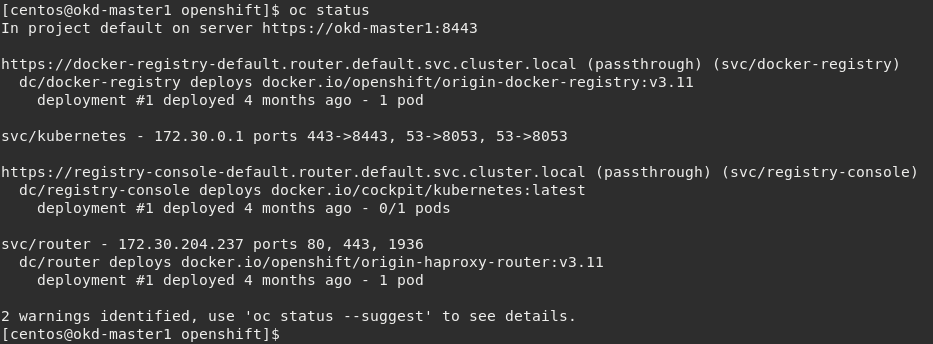 [centos@okd-master1 openshift]$ oc status
In project default on server https://okd-master1:8443
https://docker-registry-default.router.default.svc.cluster.local (passthrough) (svc/docker-registry)
  dc/docker-registry deploys docker.io/openshift/origin-docker-registry:v3.11
    deployment #1 deployed 4 months ago - 1 pod
svc/kubernetes - 172.30.0.1 ports 443->8443, 53->8053, 53->8053
https://registry-console-default.router.default.svc.cluster.local (passthrough) (svc/registry-console)
  dc/registry-console deploys docker.io/cockpit/kubernetes:latest
    deployment #1 deployed 4 months ago - 0/1 pods
svc/router - 172.30.204.237 ports 80, 443, 1936
  dc/router deploys docker.io/openshift/origin-haproxy-router:v3.11
    deployment #1 deployed 4 months ago - 1 pod
2 warnings identified, use 'oc status --suggest' to see details.
[centos@okd-master1 openshift]$